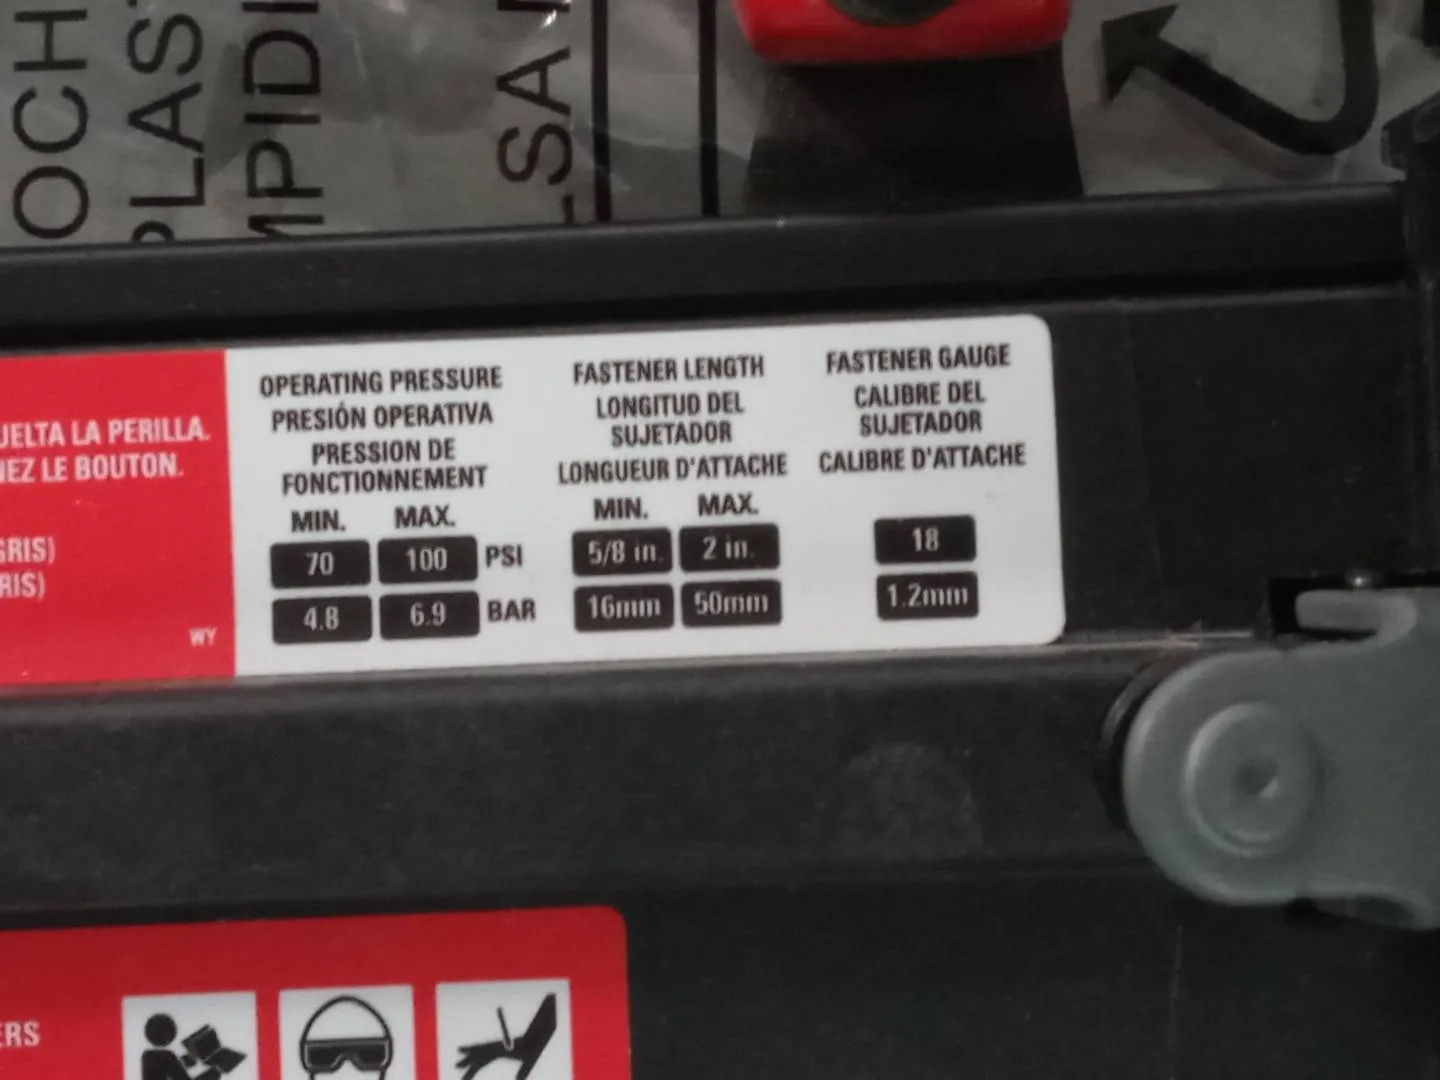 OCH
PLAS
MPIDI
-SA
UELTA LA PERILLA.
NEZ LE BOUTON.
GRIS)
RIS)
WY
OPERATING PRESSURE
PRESIÓN OPERATIVA
PRESSION DE
FONCTIONNEMENT
MIN. MAX.
70 100 PSI
4.8 6.9 BAR
FASTENER LENGTH
LONGITUD DEL
SUJETADOR
LONGUEUR D'ATTACHE
MIN. MAX.
5/8 in. 2 in.
16mm 50mm
FASTENER GAUGE
CALIBRE DEL
SUJETADOR
CALIBRE D'ATTACHE
18
1.2mm
ERS